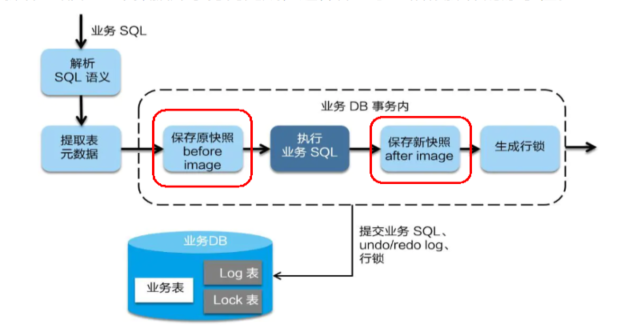 业务 SQL
解析
SQL 语义
业务 DB 事务内
提取表
元数据
保存原快照
before
image
执行
业务 SQL
保存新快照
after image
生成行锁
提交业务 SQL、
undo/redo log、
行锁
业务DB
业务表
Log 表
Lock 表